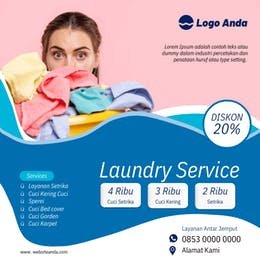 Logo Anda
Lorem Ipsum adalah contoh teks atau
dummy dalam industri percetakan dan
penataan huruf atau type setting.
DISKON
20%
Laundry Service
Services
Layanan Setrika
Cuci Kering Cuci
Sperei
Cuci Bed cover
Cuci Gorden
Cuci Karpet
4 Ribu
Cuci Setrika
3 Ribu
Cuci Kering
2 Ribu
Setrika
Layanan Antar Jemput
0853 0000 0000
Alamat Kami
www. websiteanda.com